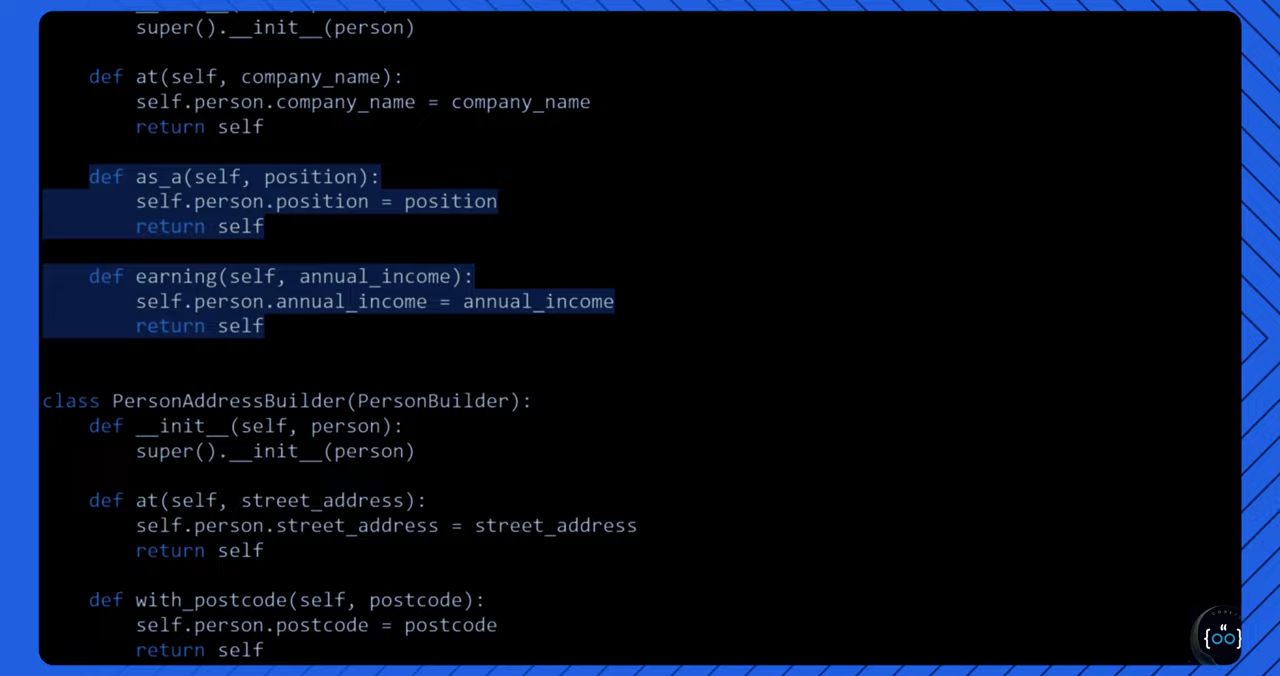 super().__init__(person)
def at(self, company_name):
self.person.company_name = company_name
return self
def as_a(self, position):
self.person.position = position
return self
def earning(self, annual_income):
self.person.annual_income = annual_income
return self
class PersonAddressBuilder(PersonBuilder):
def __init__(self, person):
super().__init__(person)
def at(self, street_address):
self.person.street_address = street_address
return self
def with_postcode(self, postcode):
self.person.postcode = postcode
return self